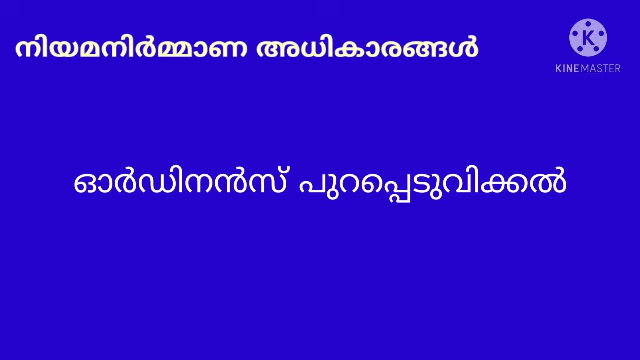 നിയമനിർമ്മാണ അധികാരങ്ങൾ
KINEMASTER
ഓർഡിനൻസ് പുറപ്പെടുവിക്കൽ